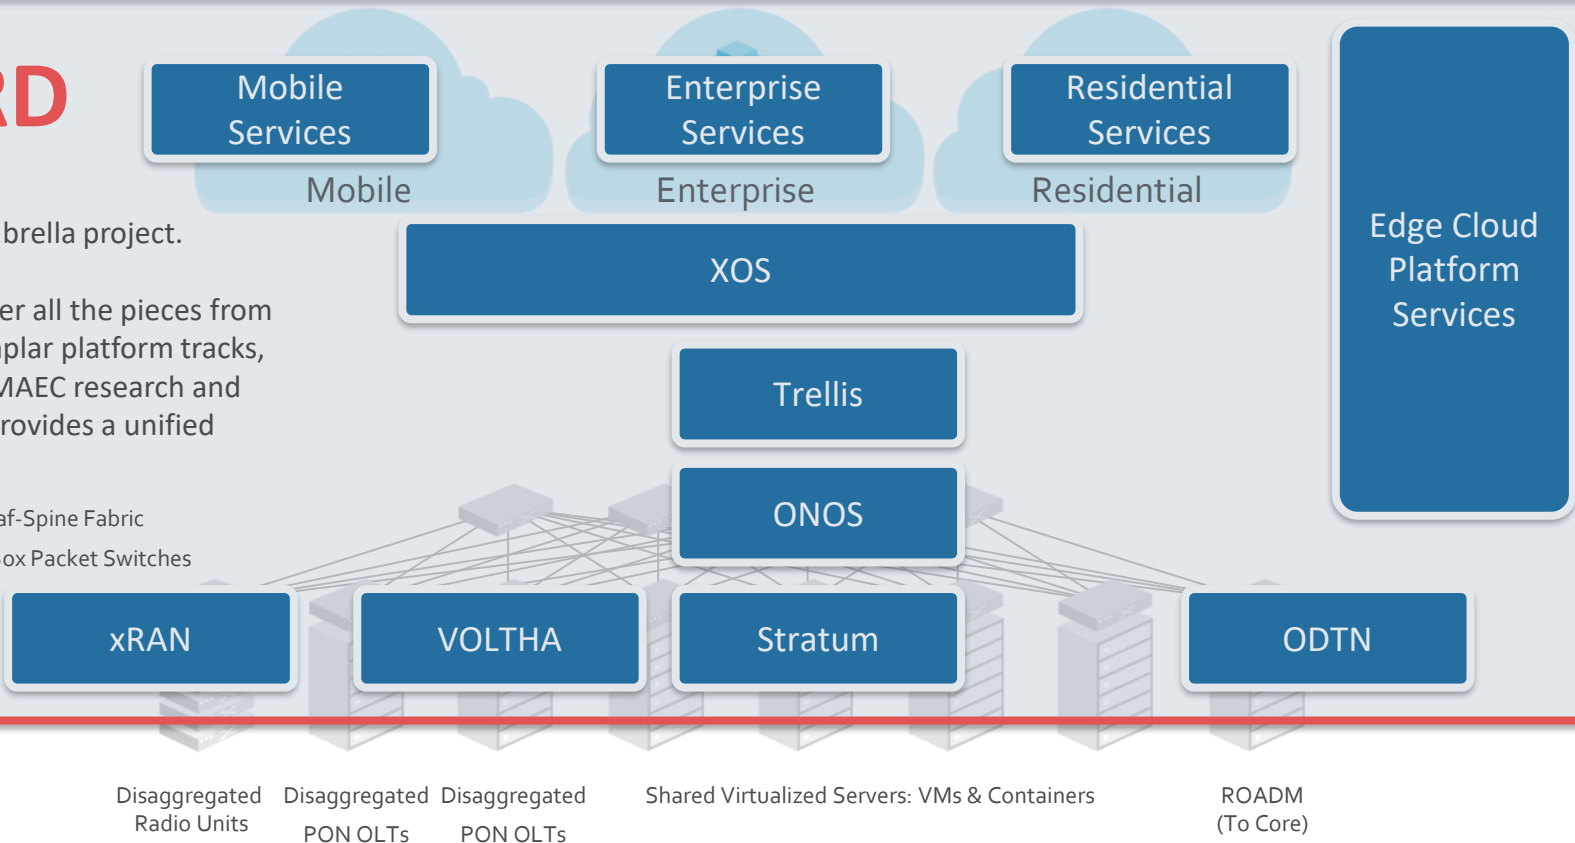 RD
Mobile
Services
Enterprise
Services
Residential
Services
Mobile
Enterprise
Residential
Edge Cloud
Platform
Services
brella project.
XOS
er all the pieces from
plar platform tracks,
MAEC research and
rovides a unified
Trellis
ONOS
af-Spine Fabric
ox Packet Switches
xRAN
VOLTHA
Stratum
ODTN
Disaggregated
Radio Units
Disaggregated
PON OLTs
Disaggregated
PON OLTs
Shared Virtualized Servers: VMs & Containers
ROADM
(To Core)